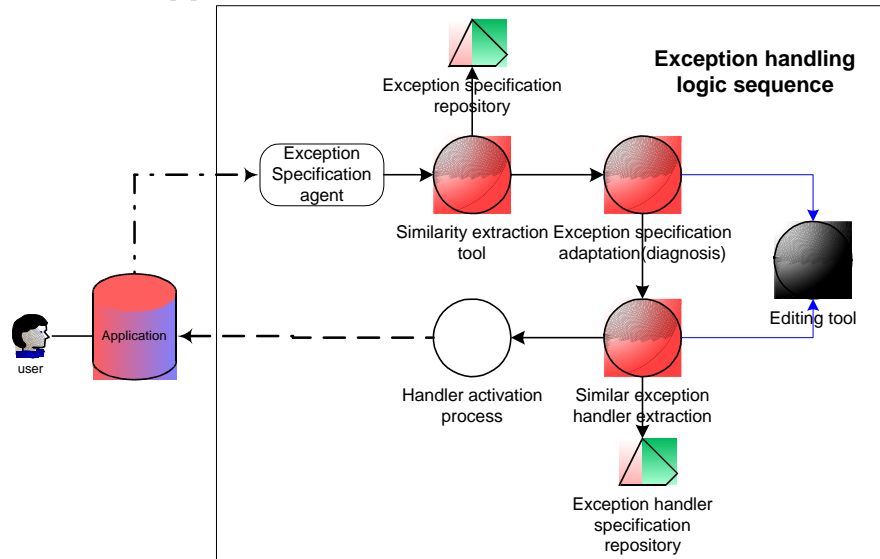 Exception handling
logic sequence
Exception specification
repository
Exception
Specification
agent
Similarity extraction
tool
Exception specification
adaptation(diagnosis)
Editing tool
Application
user
Handler activation
process
Similar exception
handler extraction
Exception handler
specification
repository